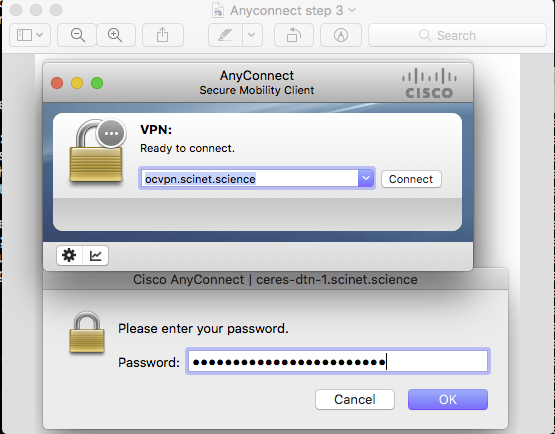 Anyconnect step 3
Search
AnyConnect
Secure Mobility Client
CISCO
VPN:
Ready to connect.
ocvpn.scinet.science
Connect
Cisco AnyConnect | ceres-dtn-1.scinet.science
Please enter your password.
Password:
Cancel
OK